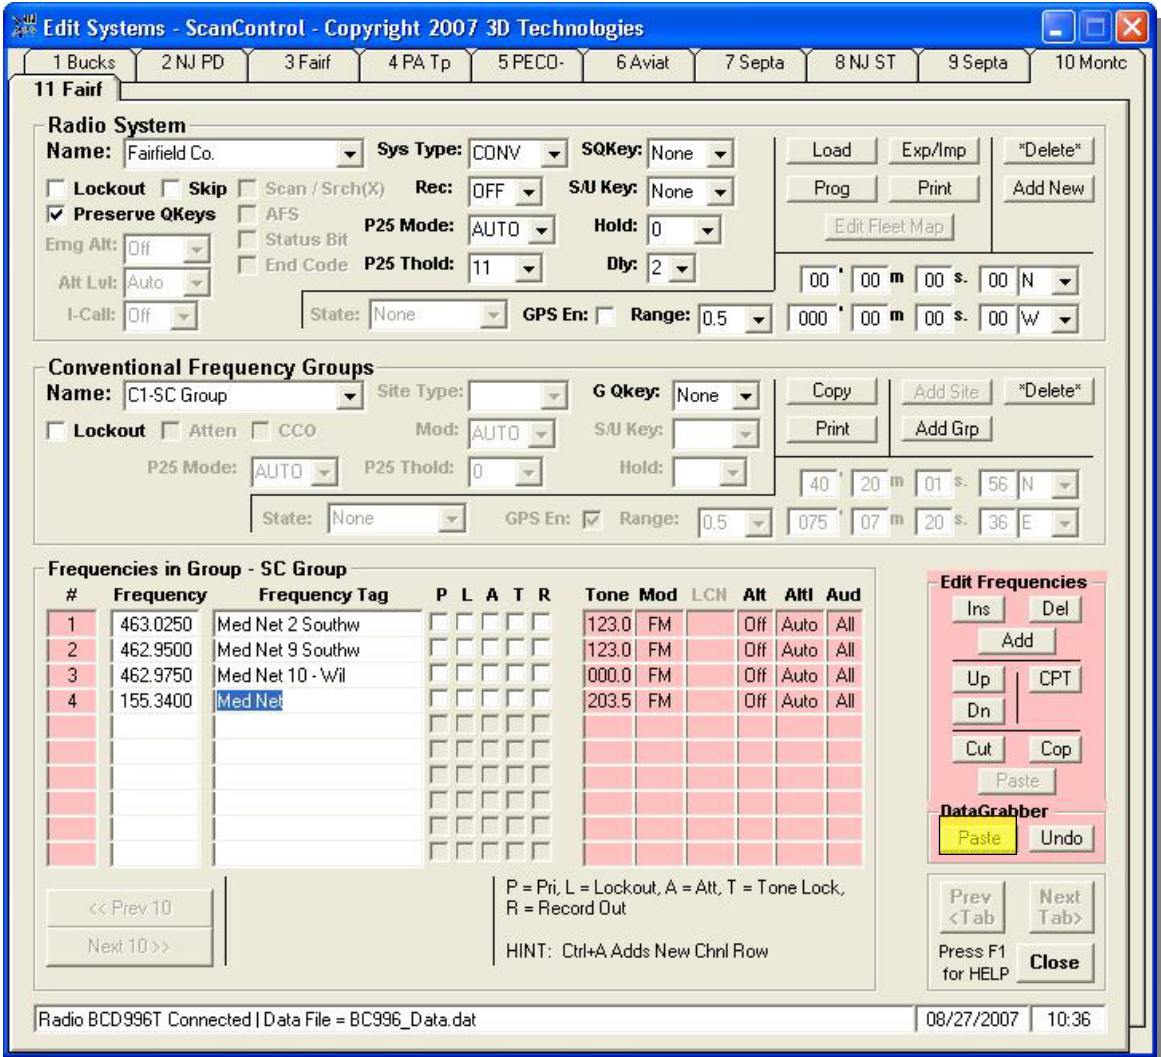 Edit Systems - ScanControl - Copyright 2007 3D Technologies
1 Bucks 2 NJ PD 3 Fairf 4 PA Tp 5 PECO- 6 Aviat 7 Septa 8 NJ ST 9 Septa 10 Montc
11 Fairf
Radio System
Name: Fairfield Co. Sys Type: CONV SQKey: None Load Exp/Imp *Delete*
Lockout Skip Scan / Srch(X) Rec: OFF S/U Key: None Prog Print Add New
Preserve QKeys AFS P25 Mode: AUTO Hold: 0 Edit Fleet Map
Emg Alt: Off Status Bit
End Code P25 Thold: 11 Dly: 2
Alt Lvl: Auto 00 ' 00 m 00 s. 00 N
I-Call: Off State: None GPS En: Range: 0.5 000 ' 00 m 00 s. 00 W
Conventional Frequency Groups
Name: C1-SC Group Site Type: G Qkey: None Copy Add Site *Delete*
Lockout Atten CCO Mod: AUTO S/U Key: Print Add Grp
P25 Mode: AUTO P25 Thold: 0 Hold: 40 ' 20 m 01 s. 56 N
State: None GPS En: Range: 0.5 075 ' 07 m 20 s. 36 E
Frequencies in Group - SC Group
# Frequency Frequency Tag P L A T R Tone Mod LCN Alt Altl Aud
1 463.0250 Med Net 2 Southw 123.0 FM Off Auto All
2 462.9500 Med Net 9 Southw 123.0 FM Off Auto All
3 462.9750 Med Net 10 - Wil 000.0 FM Off Auto All
4 155.3400 Med Net 203.5 FM Off Auto All
Edit Frequencies
Ins Del
Add
Up CPT
Dn
Cut Cop
Paste
DataGrabber
Paste Undo
<< Prev 10
Next 10 >>
P = Pri, L = Lockout, A = Att, T = Tone Lock,
R = Record Out
HINT: Ctrl+A Adds New Chnl Row
Prev Next
<Tab Tab>
Press F1
for HELP Close
Radio BCD996T Connected | Data File = BC996_Data.dat 08/27/2007 10:36